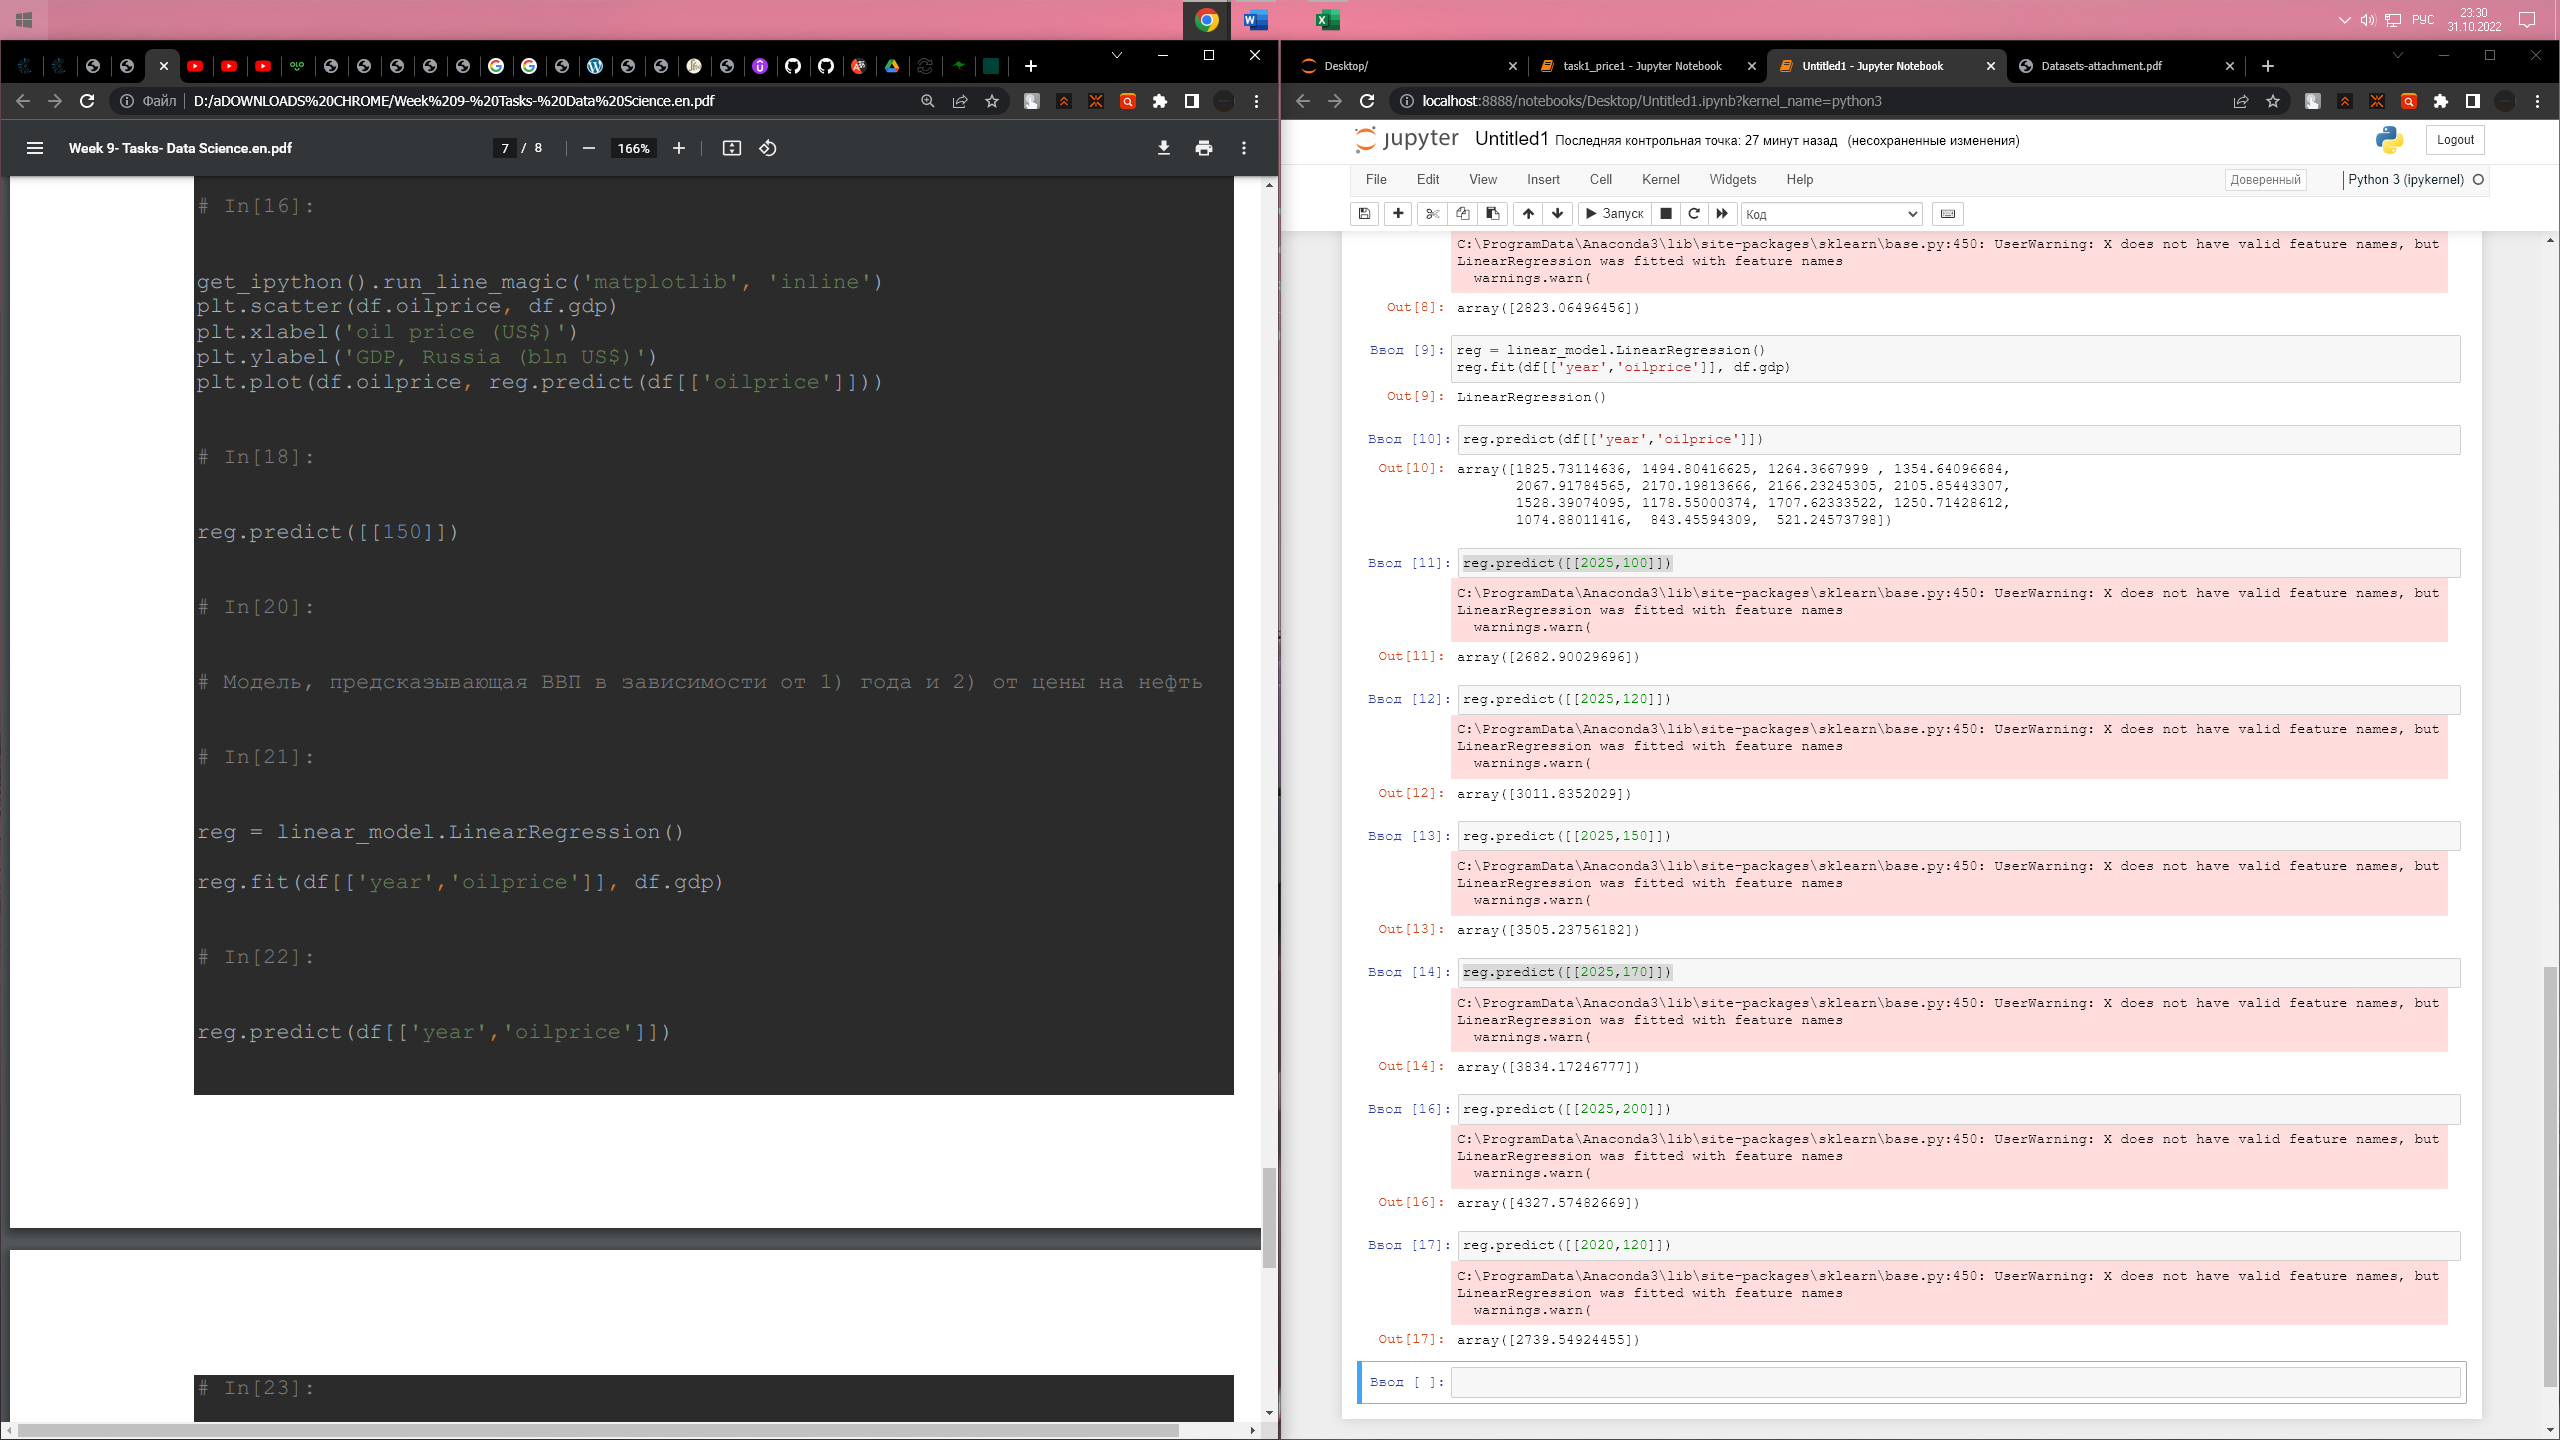 РУС
23:30
31.10.2022
Файл
D:/aDOWNLOADS%20CHROME/Week%209-%20Tasks-%20Data%20Science.en.pdf
Week 9- Tasks- Data Science.en.pdf
7 / 8
166%
# In[16]:
get_ipython().run_line_magic('matplotlib', 'inline')
plt.scatter(df.oilprice, df.gdp)
plt.xlabel('oil price (US$)')
plt.ylabel('GDP, Russia (bln US$)')
plt.plot(df.oilprice, reg.predict(df[['oilprice']]))
# In[18]:
reg.predict([[150]])
# In[20]:
# Модель, предсказывающая ВВП в зависимости от 1) года и 2) от цены на нефть
# In[21]:
reg = linear_model.LinearRegression()
reg.fit(df[['year','oilprice']], df.gdp)
# In[22]:
reg.predict(df[['year','oilprice']])
# In[23]:
Desktop/
task1_price1 - Jupyter Notebook
Untitled1 - Jupyter Notebook
Datasets-attachment.pdf
localhost:8888/notebooks/Desktop/Untitled1.ipynb?kernel_name=python3
jupyter Untitled1 Последняя контрольная точка: 27 минут назад (несохраненные изменения)
Logout
File Edit View Insert Cell Kernel Widgets Help
Доверенный
Python 3 (ipykernel)
Запуск
Код
C:\ProgramData\Anaconda3\lib\site-packages\sklearn\base.py:450: UserWarning: X does not have valid feature names, but
LinearRegression was fitted with feature names
warnings.warn(
Out[8]: array([2823.06496456])
Ввод [9]: reg = linear_model.LinearRegression()
reg.fit(df[['year','oilprice']], df.gdp)
Out[9]: LinearRegression()
Ввод [10]: reg.predict(df[['year','oilprice']])
Out[10]: array([1825.73114636, 1494.80416625, 1264.3667999 , 1354.64096684,
2067.91784565, 2170.19813666, 2166.23245305, 2105.85443307,
1528.39074095, 1178.55000374, 1707.62333522, 1250.71428612,
1074.88011416,  843.45594309,  521.24573798])
Ввод [11]: reg.predict([[2025,100]])
C:\ProgramData\Anaconda3\lib\site-packages\sklearn\base.py:450: UserWarning: X does not have valid feature names, but
LinearRegression was fitted with feature names
warnings.warn(
Out[11]: array([2682.90029696])
Ввод [12]: reg.predict([[2025,120]])
C:\ProgramData\Anaconda3\lib\site-packages\sklearn\base.py:450: UserWarning: X does not have valid feature names, but
LinearRegression was fitted with feature names
warnings.warn(
Out[12]: array([3011.8352029])
Ввод [13]: reg.predict([[2025,150]])
C:\ProgramData\Anaconda3\lib\site-packages\sklearn\base.py:450: UserWarning: X does not have valid feature names, but
LinearRegression was fitted with feature names
warnings.warn(
Out[13]: array([3505.23756182])
Ввод [14]: reg.predict([[2025,170]])
C:\ProgramData\Anaconda3\lib\site-packages\sklearn\base.py:450: UserWarning: X does not have valid feature names, but
LinearRegression was fitted with feature names
warnings.warn(
Out[14]: array([3834.17246777])
Ввод [16]: reg.predict([[2025,200]])
C:\ProgramData\Anaconda3\lib\site-packages\sklearn\base.py:450: UserWarning: X does not have valid feature names, but
LinearRegression was fitted with feature names
warnings.warn(
Out[16]: array([4327.57482669])
Ввод [17]: reg.predict([[2020,120]])
C:\ProgramData\Anaconda3\lib\site-packages\sklearn\base.py:450: UserWarning: X does not have valid feature names, but
LinearRegression was fitted with feature names
warnings.warn(
Out[17]: array([2739.54924455])
Ввод [ ]: